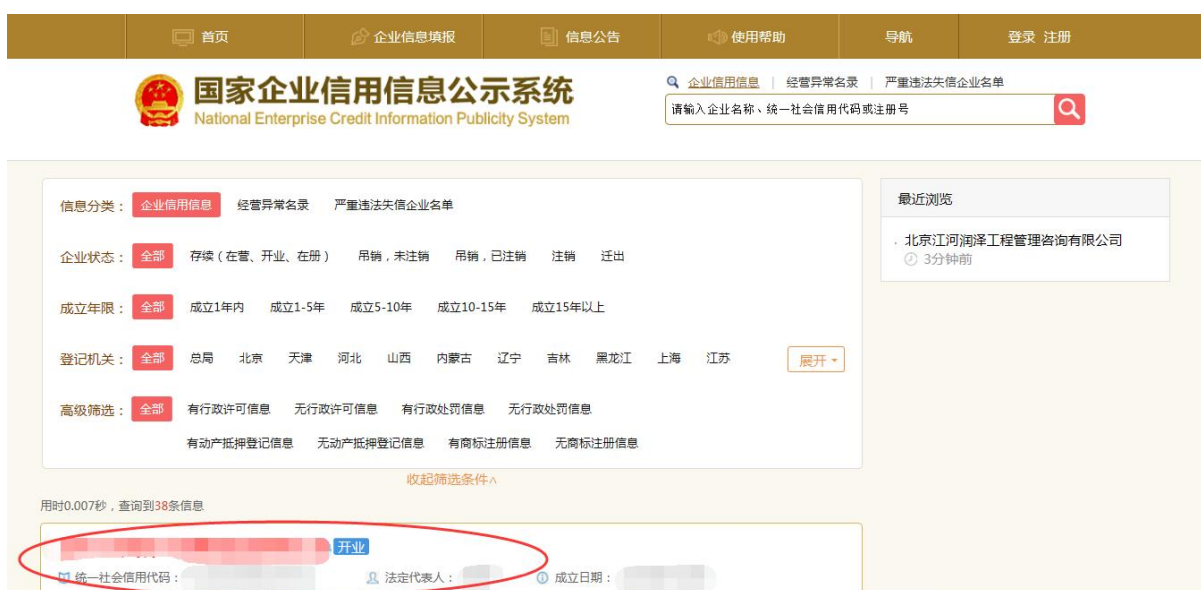 首页 企业信息填报 信息公告 使用帮助 导航 登录 注册
国家企业信用信息公示系统
National Enterprise Credit Information Publicity System
企业信用信息 | 经营异常名录 | 严重违法失信企业名单
请输入企业名称、统一社会信用代码或注册号
信息分类： 企业信用信息 经营异常名录 严重违法失信企业名单
企业状态： 全部 存续（在营、开业、在册） 吊销，未注销 吊销，已注销 注销 迁出
成立年限： 全部 成立1年内 成立1-5年 成立5-10年 成立10-15年 成立15年以上
登记机关： 全部 总局 北京 天津 河北 山西 内蒙古 辽宁 吉林 黑龙江 上海 江苏 展开
高级筛选： 全部 有行政许可信息 无行政许可信息 有行政处罚信息 无行政处罚信息
有动产抵押登记信息 无动产抵押登记信息 有商标注册信息 无商标注册信息
收起筛选条件
最近浏览
北京江河润泽工程管理咨询有限公司
3分钟前
用时0.007秒，查询到38条信息
开业
统一社会信用代码： 法定代表人： 成立日期：